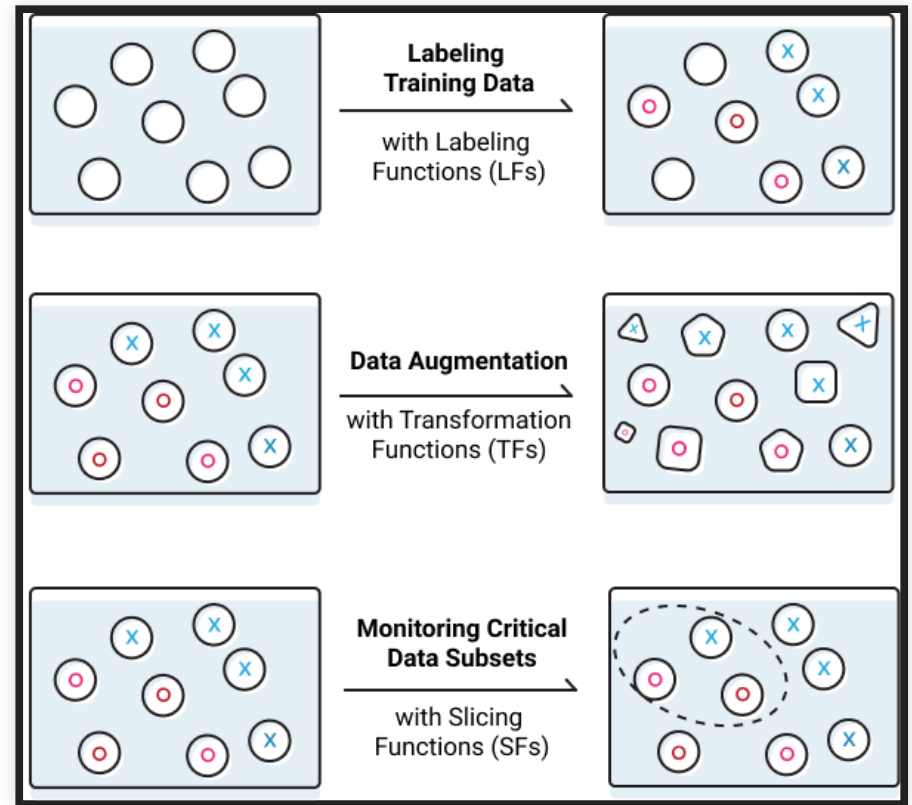 Labeling
Training Data
with Labeling
Functions (LFs)
X
X
O
O
X
O
Data Augmentation
with Transformation
Functions (TFs)
X
X
X
O
O
O
O
X
X
X
X
X
O
O
X
O
O
O
X
Monitoring Critical
Data Subsets
with Slicing
Functions (SFs)
X
X
X
O
O
O
O
X
X
X
X
O
O
O
O
X